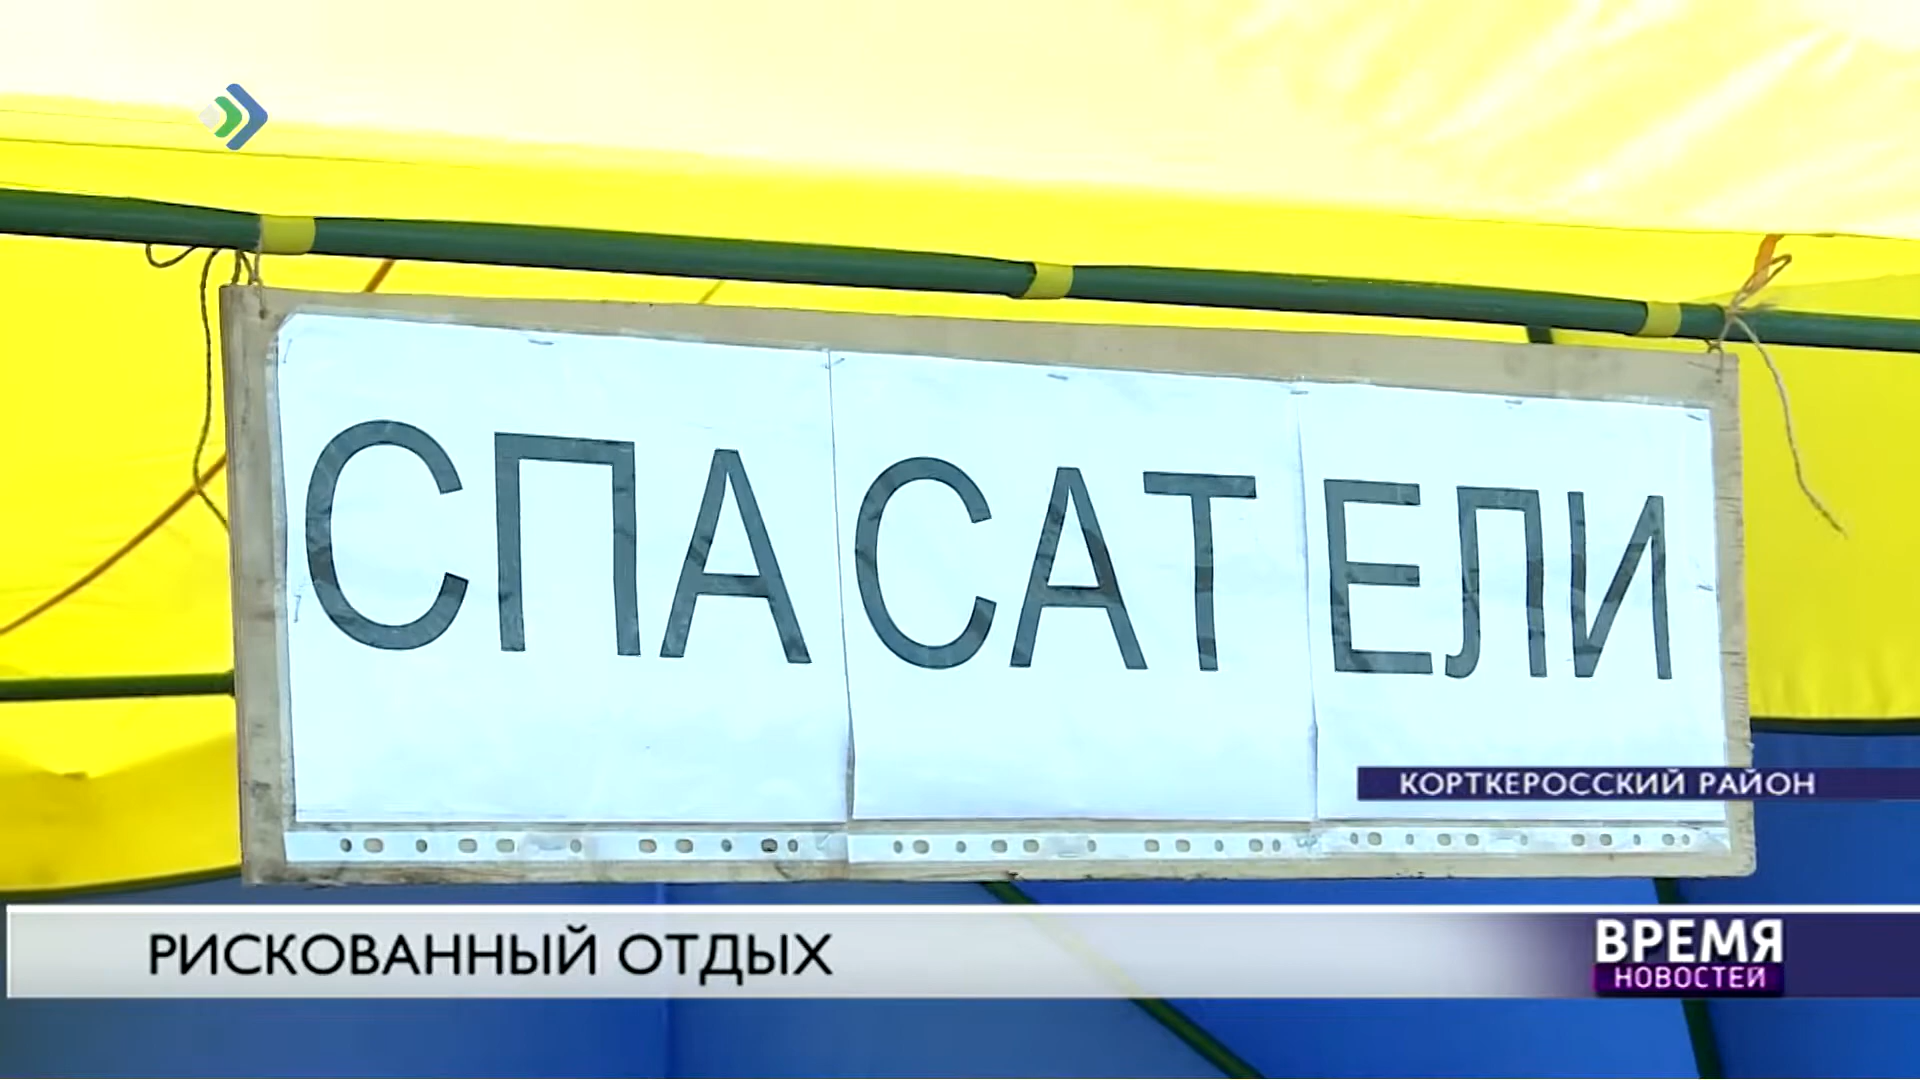 СПАСАТЕЛИ
КОРТКЕРОССКИЙ РАЙОН
РИСКОВАННЫЙ ОТДЫХ
ВРЕМЯ
НОВОСТЕЙ